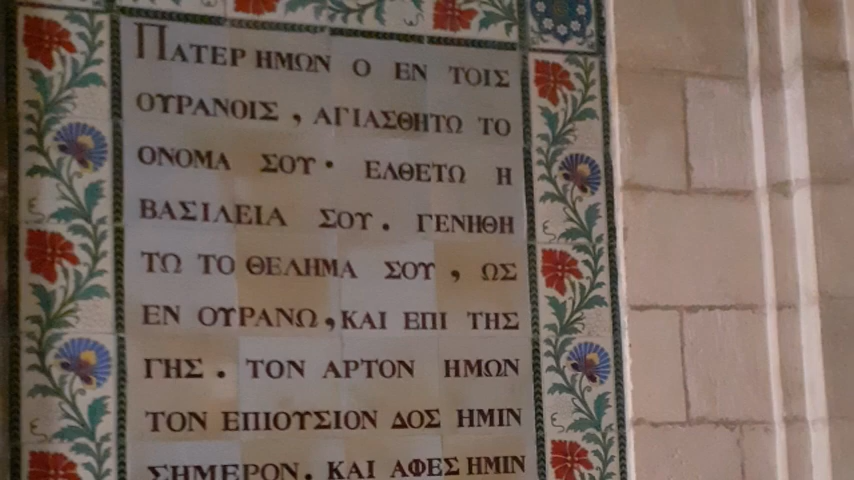 ΠΑΤΕΡ ΗΜΩΝ Ο ΕΝ ΤΟΙΣ
ΟΥΡΑΝΟΙΣ , ΑΓΙΑΣΘΗΤΩ ΤΟ
ΟΝΟΜΑ ΣΟΥ· ΕΛΘΕΤΩ Η
ΒΑΣΙΛΕΙΑ ΣΟΥ. ΓΕΝΗΘΗ
ΤΩ ΤΟ ΘΕΛΗΜΑ ΣΟΥ , ΩΣ
ΕΝ ΟΥΡΑΝΩ, ΚΑΙ ΕΠΙ ΤΗΣ
ΓΗΣ . ΤΟΝ ΑΡΤΟΝ ΗΜΩΝ
ΤΟΝ ΕΠΙΟΥΣΙΟΝ ΔΟΣ ΗΜΙΝ
ΣΗΜΕΡΟΝ. ΚΑΙ ΑΦΕΣ ΗΜΙΝ